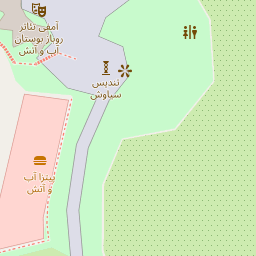 آمفی تئاتر
روباز بوستان
آب و آتش
تندیس
سیاوش
پیتزا آب
و آتش